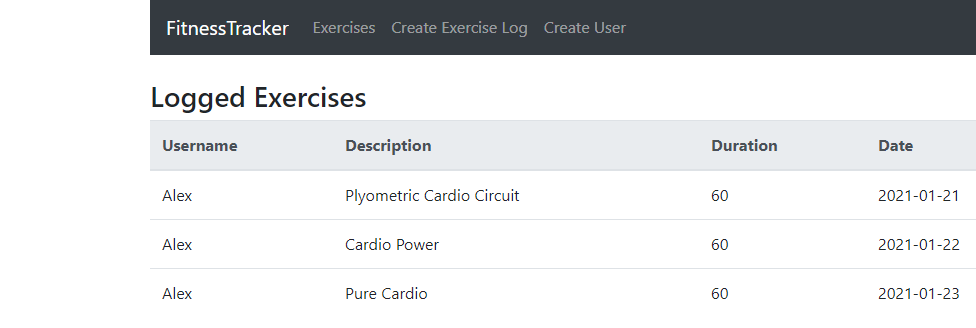 FitnessTracker Exercises Create Exercise Log Create User
Logged Exercises
Username Description Duration Date
Alex Plyometric Cardio Circuit 60 2021-01-21
Alex Cardio Power 60 2021-01-22
Alex Pure Cardio 60 2021-01-23